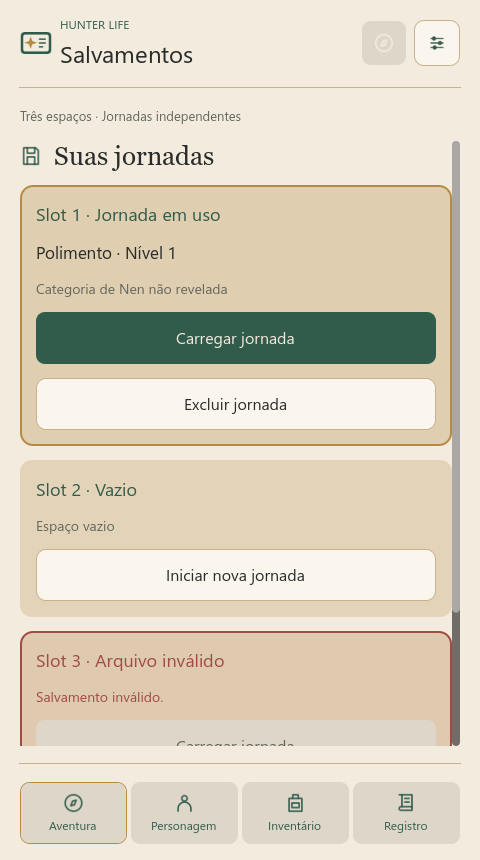 HUNTER LIFE
Salvamentos
Três espaços · Jornadas independentes
Suas jornadas
Slot 1 · Jornada em uso
Polimento · Nível 1
Categoria de Nen não revelada
Carregar jornada
Excluir jornada
Slot 2 · Vazio
Espaço vazio
Iniciar nova jornada
Slot 3 · Arquivo inválido
Salvamento inválido.
Carregar jornada
Aventura
Personagem
Inventário
Registro